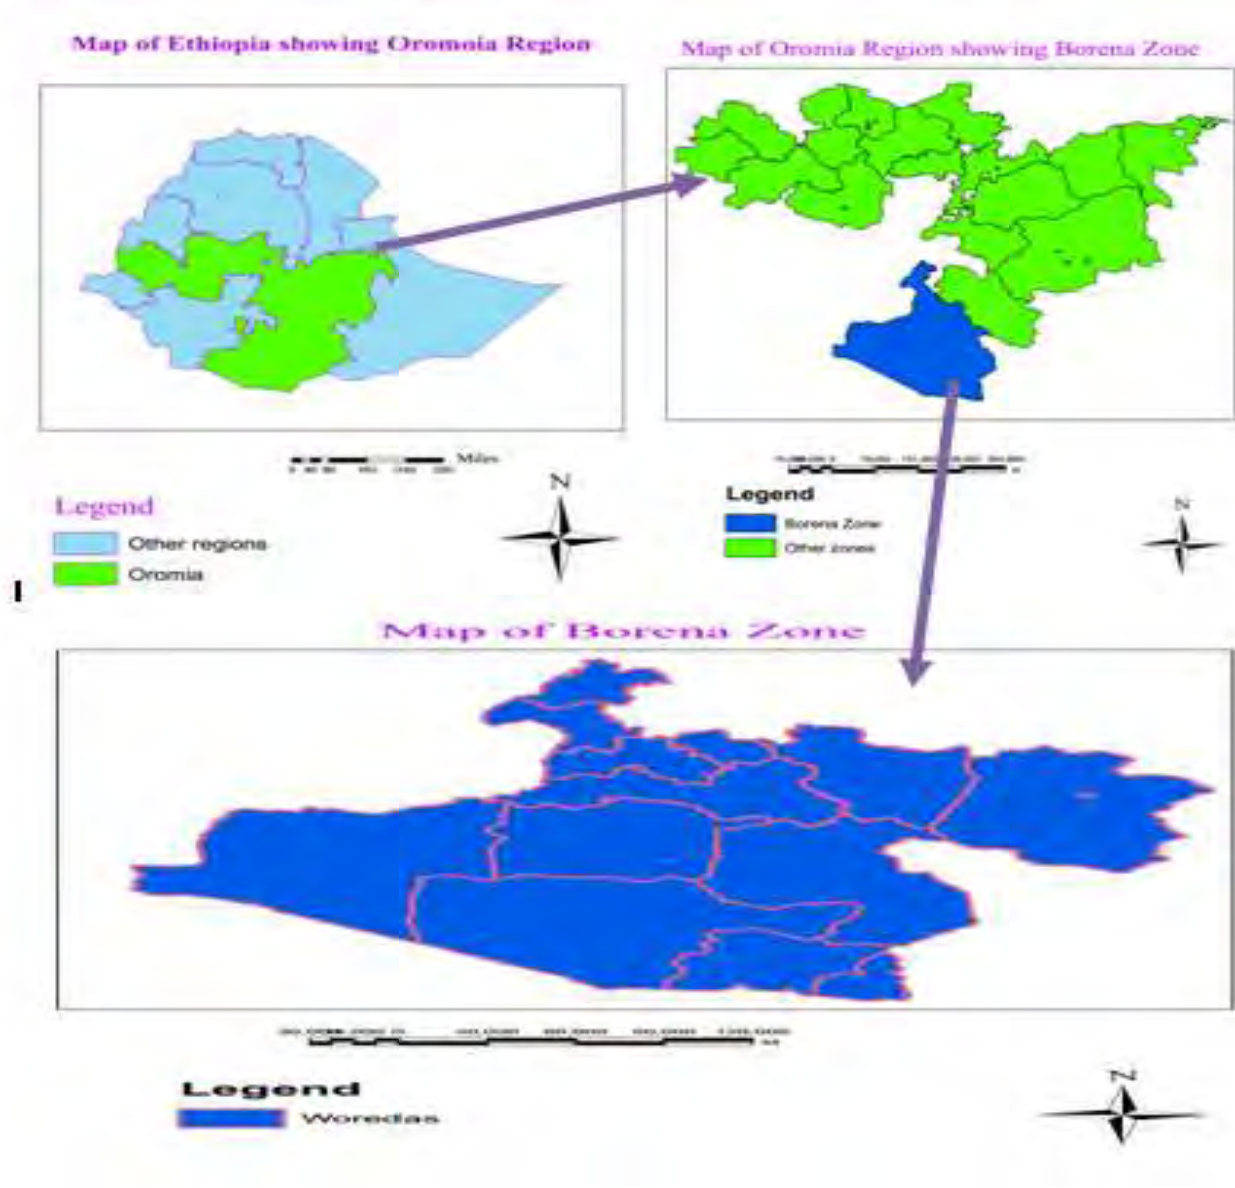 Map of Ethiopia showing Oromoia Region
Map of Oromia Region showing Borena Zone
Miles
N
Legend
Other regions
Oromia
Legend
Borena Zone
Other zones
N
Map of Borena Zone
Legend
Woredas
N